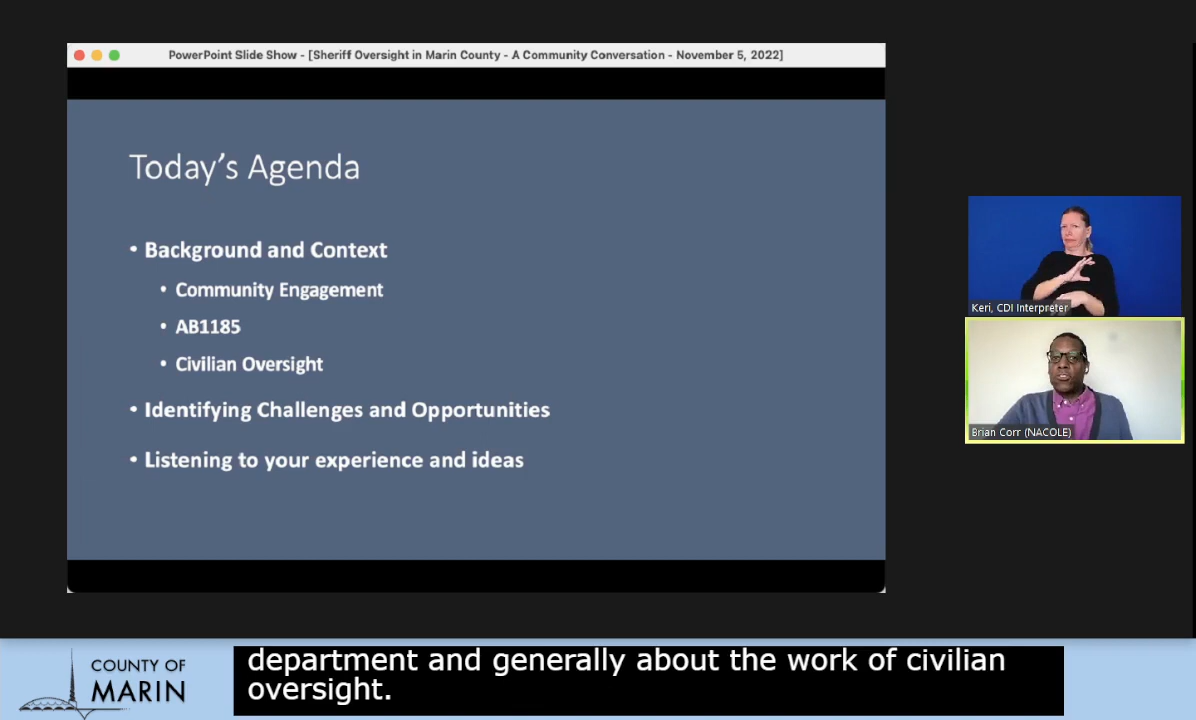 PowerPoint Slide Show - [Sheriff Oversight in Marin County - A Community Conversation - November 5, 2022]
Today's Agenda
• Background and Context
• Community Engagement
• AB1185
• Civilian Oversight
• Identifying Challenges and Opportunities
• Listening to your experience and ideas
Keri, CDI Interpreter
Brian Corr (NACOLE)
COUNTY OF
MARIN
department and generally about the work of civilian
oversight.